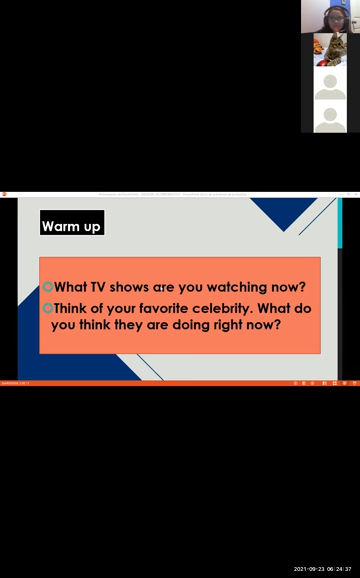 Warm up
What TV shows are you watching now?
Think of your favorite celebrity. What do
you think they are doing right now?
2021-09-23 06:24:37